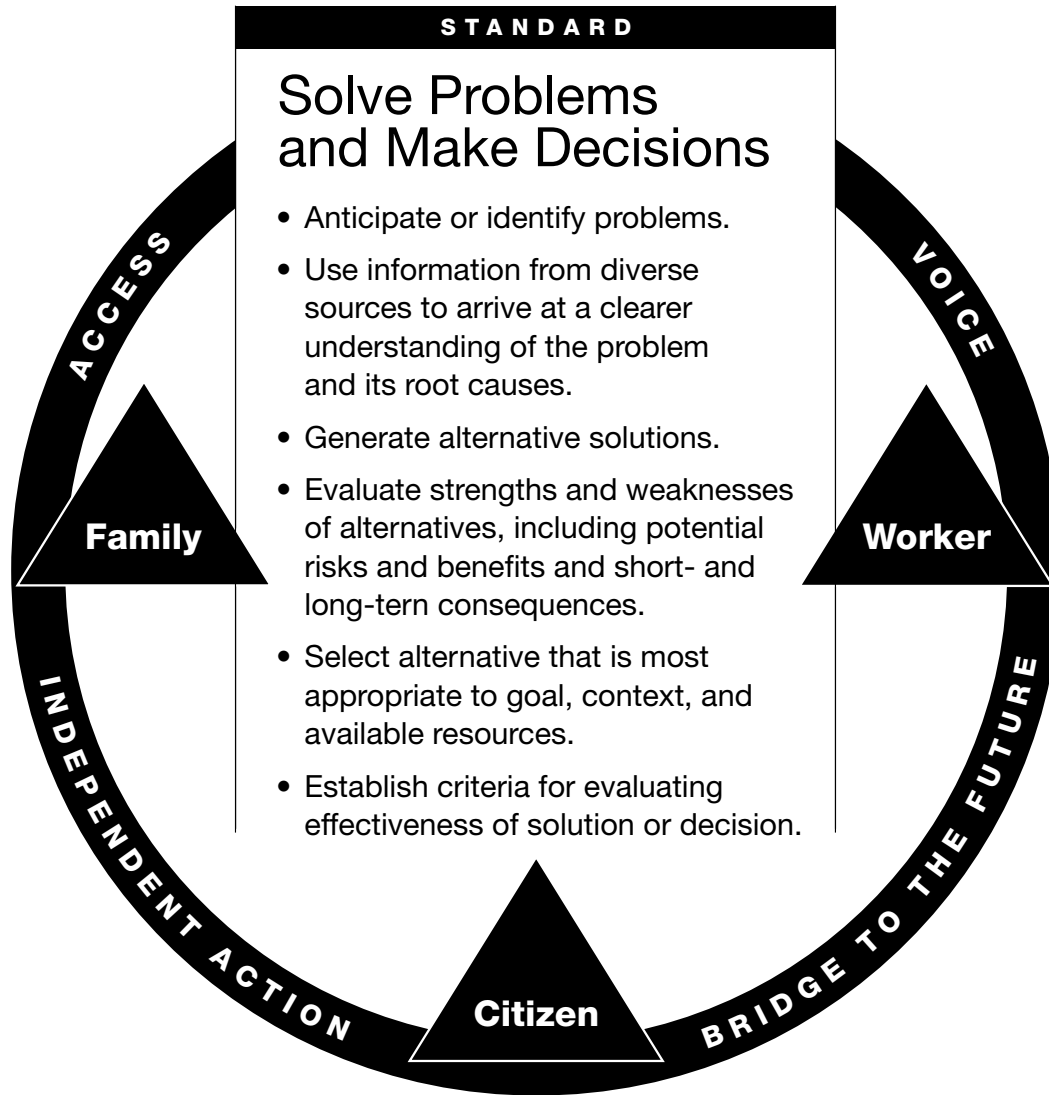 STANDARD
Solve Problems
and Make Decisions
• Anticipate or identify problems.
• Use information from diverse
sources to arrive at a clearer
understanding of the problem
and its root causes.
• Generate alternative solutions.
• Evaluate strengths and weaknesses
of alternatives, including potential
risks and benefits and short- and
long-tern consequences.
• Select alternative that is most
appropriate to goal, context, and
available resources.
• Establish criteria for evaluating
effectiveness of solution or decision.
ACCESS
VOICE
Family
Worker
INDEPENDENT ACTION
BRIDGE TO THE FUTURE
Citizen